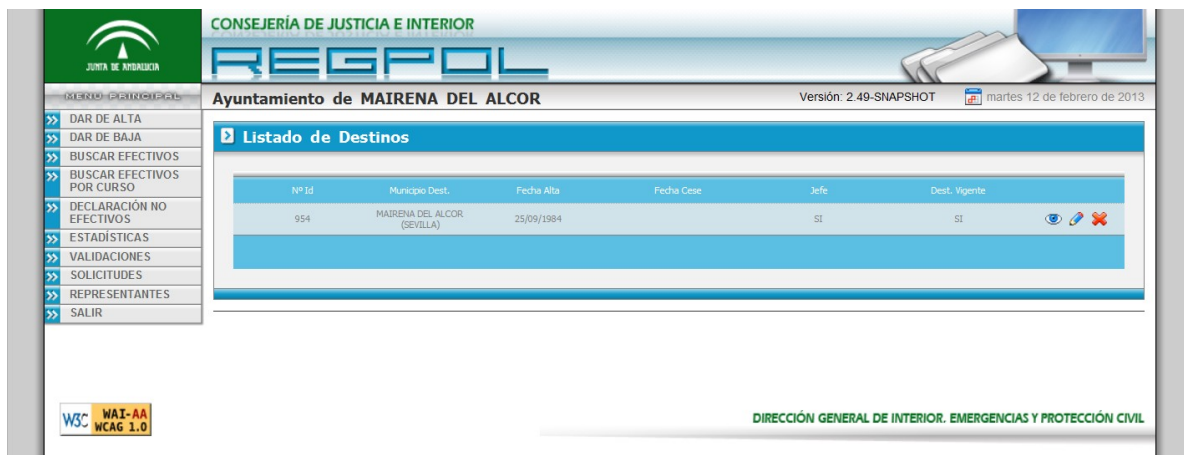 JUNTA DE ANDALUCIA
CONSEJERÍA DE JUSTICIA E INTERIOR
REGPOL
MENU PRINCIPAL
Ayuntamiento de MAIRENA DEL ALCOR
Versión: 2.49-SNAPSHOT
martes 12 de febrero de 2013
DAR DE ALTA
DAR DE BAJA
BUSCAR EFECTIVOS
BUSCAR EFECTIVOS
POR CURSO
DECLARACIÓN NO
EFECTIVOS
ESTADÍSTICAS
VALIDACIONES
SOLICITUDES
REPRESENTANTES
SALIR
Listado de Destinos
Nº Id Municipio Dest. Fecha Alta Fecha Cese Jefe Dest. Vigente
954 MAIRENA DEL ALCOR 25/09/1984 SI SI
(SEVILLA)
W3C WAI-AA
WCAG 1.0
DIRECCIÓN GENERAL DE INTERIOR. EMERGENCIAS Y PROTECCIÓN CIVIL